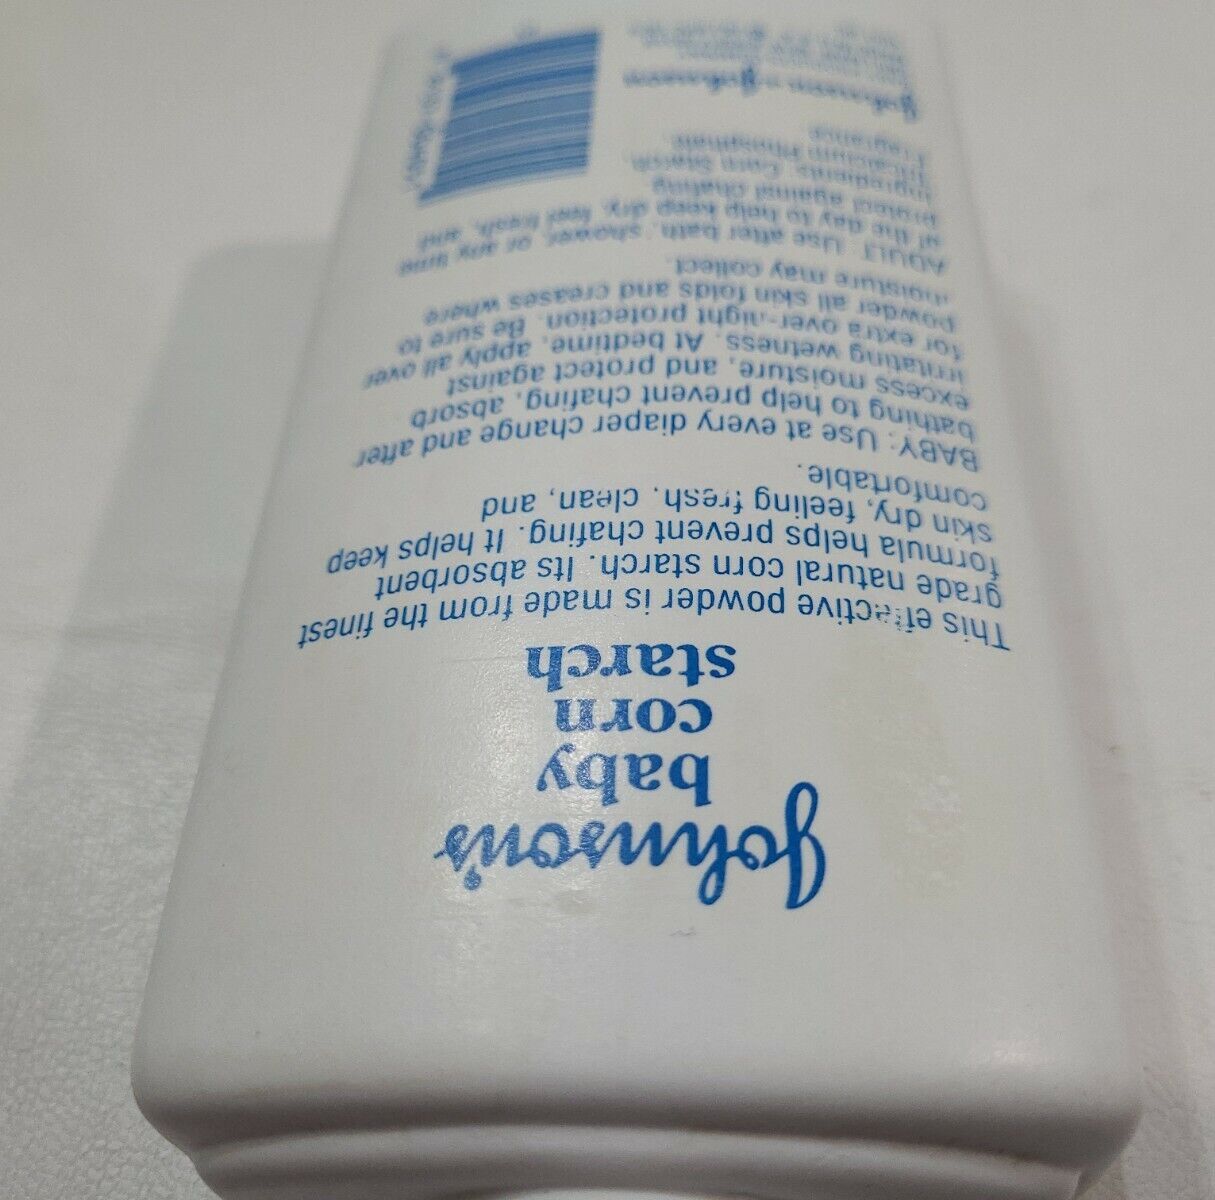 Johnson's
baby
corn
starch
This effective powder is made from the finest
grade natural corn starch. Its absorbent
formula helps prevent chafing. It helps keep
skin dry, feeling fresh, clean, and
comfortable.
BABY: Use at every diaper change and after
bathing to help prevent chafing, absorb
excess moisture, and protect against
irritating wetness. At bedtime, apply all over
for extra over-night protection. Be sure to
powder all skin folds and creases where
moisture may collect.
ADULT: Use after bath, shower, or any time
of the day to help keep dry, feel fresh, and
protect against chafing.
Ingredients: Corn Starch,
Tricalcium Phosphate,
Fragrance
Johnson & Johnson